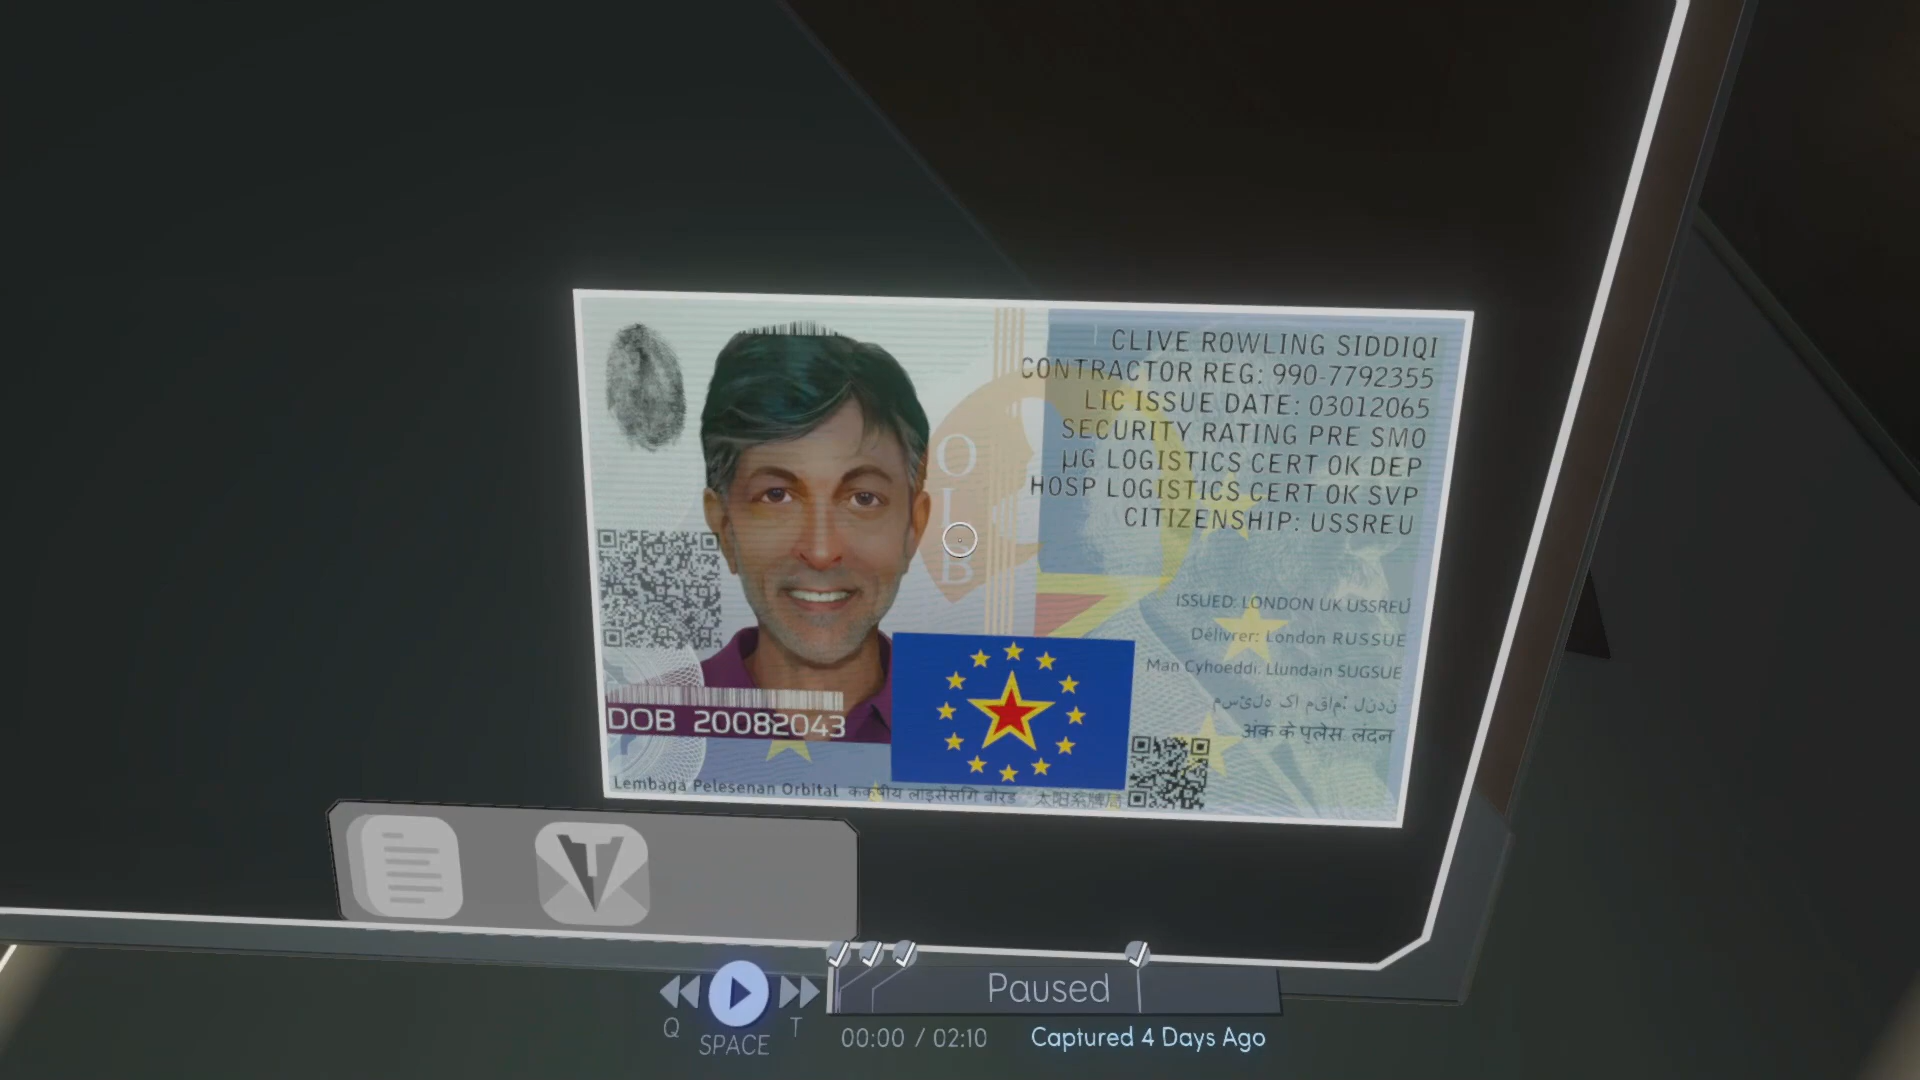 CLIVE ROWLING SIDDIQI
CONTRACTOR REG: 990-7792355
LIC ISSUE DATE: 03012065
SECURITY RATING PRE SMO
µG LOGISTICS CERT OK DEP
HOSP LOGISTICS CERT OK SVP
CITIZENSHIP: USSREU
O
L
B
ISSUED: LONDON UK USSREU
Délivrer: London RUSSUE
Man Cyhoeddi: Llundain SUGSUE
अंक के पुलेस: लंदन
DOB 20082043
Lembaga Pelesenan Orbital
Paused
Q
SPACE
T
00:00 / 02:10
Captured 4 Days Ago